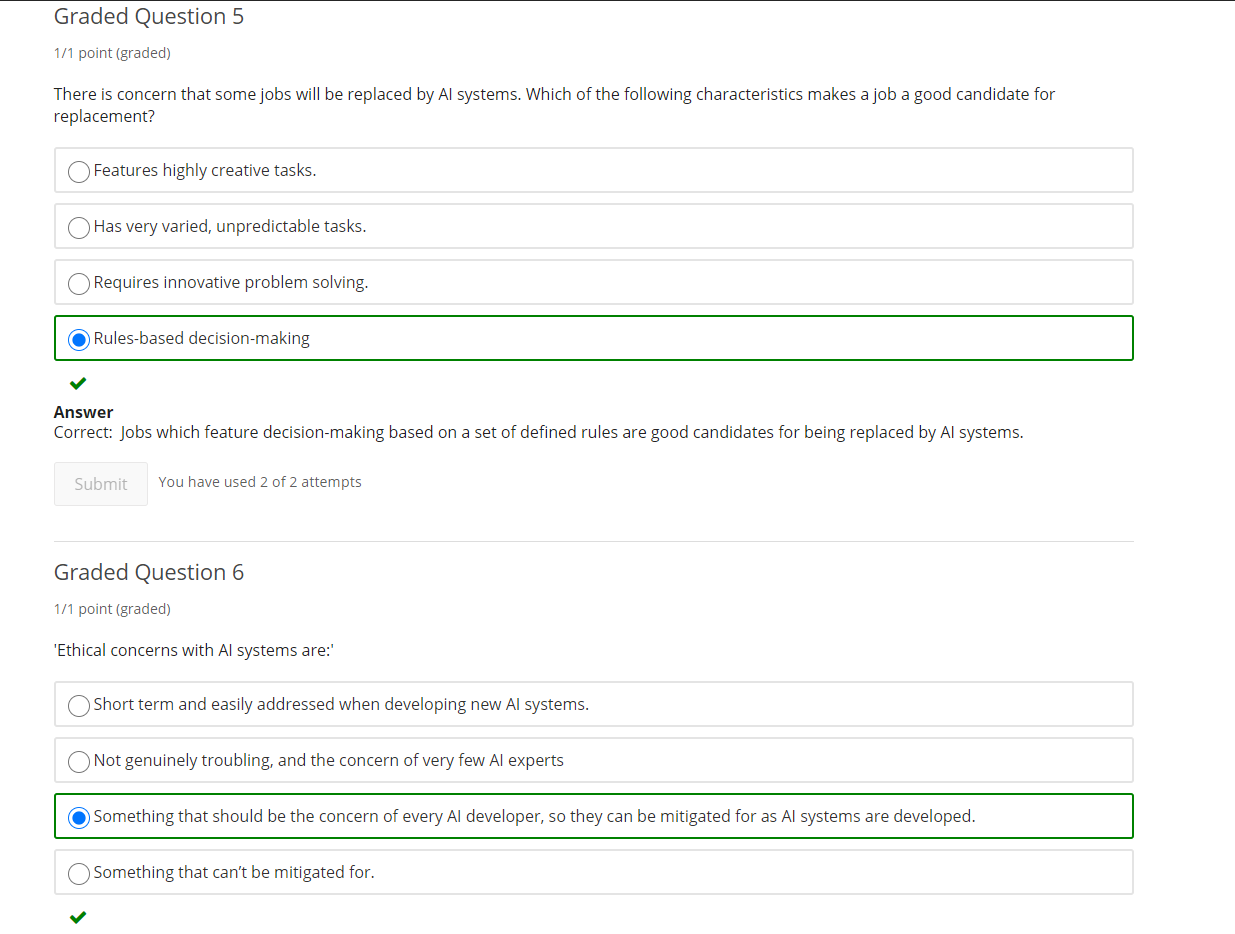 Graded Question 5
1/1 point (graded)
There is concern that some jobs will be replaced by AI systems. Which of the following characteristics makes a job a good candidate for
replacement?
Features highly creative tasks.
Has very varied, unpredictable tasks.
Requires innovative problem solving.
Rules-based decision-making
Answer
Correct: Jobs which feature decision-making based on a set of defined rules are good candidates for being replaced by AI systems.
Submit
You have used 2 of 2 attempts
Graded Question 6
1/1 point (graded)
'Ethical concerns with AI systems are:'
Short term and easily addressed when developing new AI systems.
Not genuinely troubling, and the concern of very few AI experts
Something that should be the concern of every AI developer, so they can be mitigated for as AI systems are developed.
Something that can’t be mitigated for.